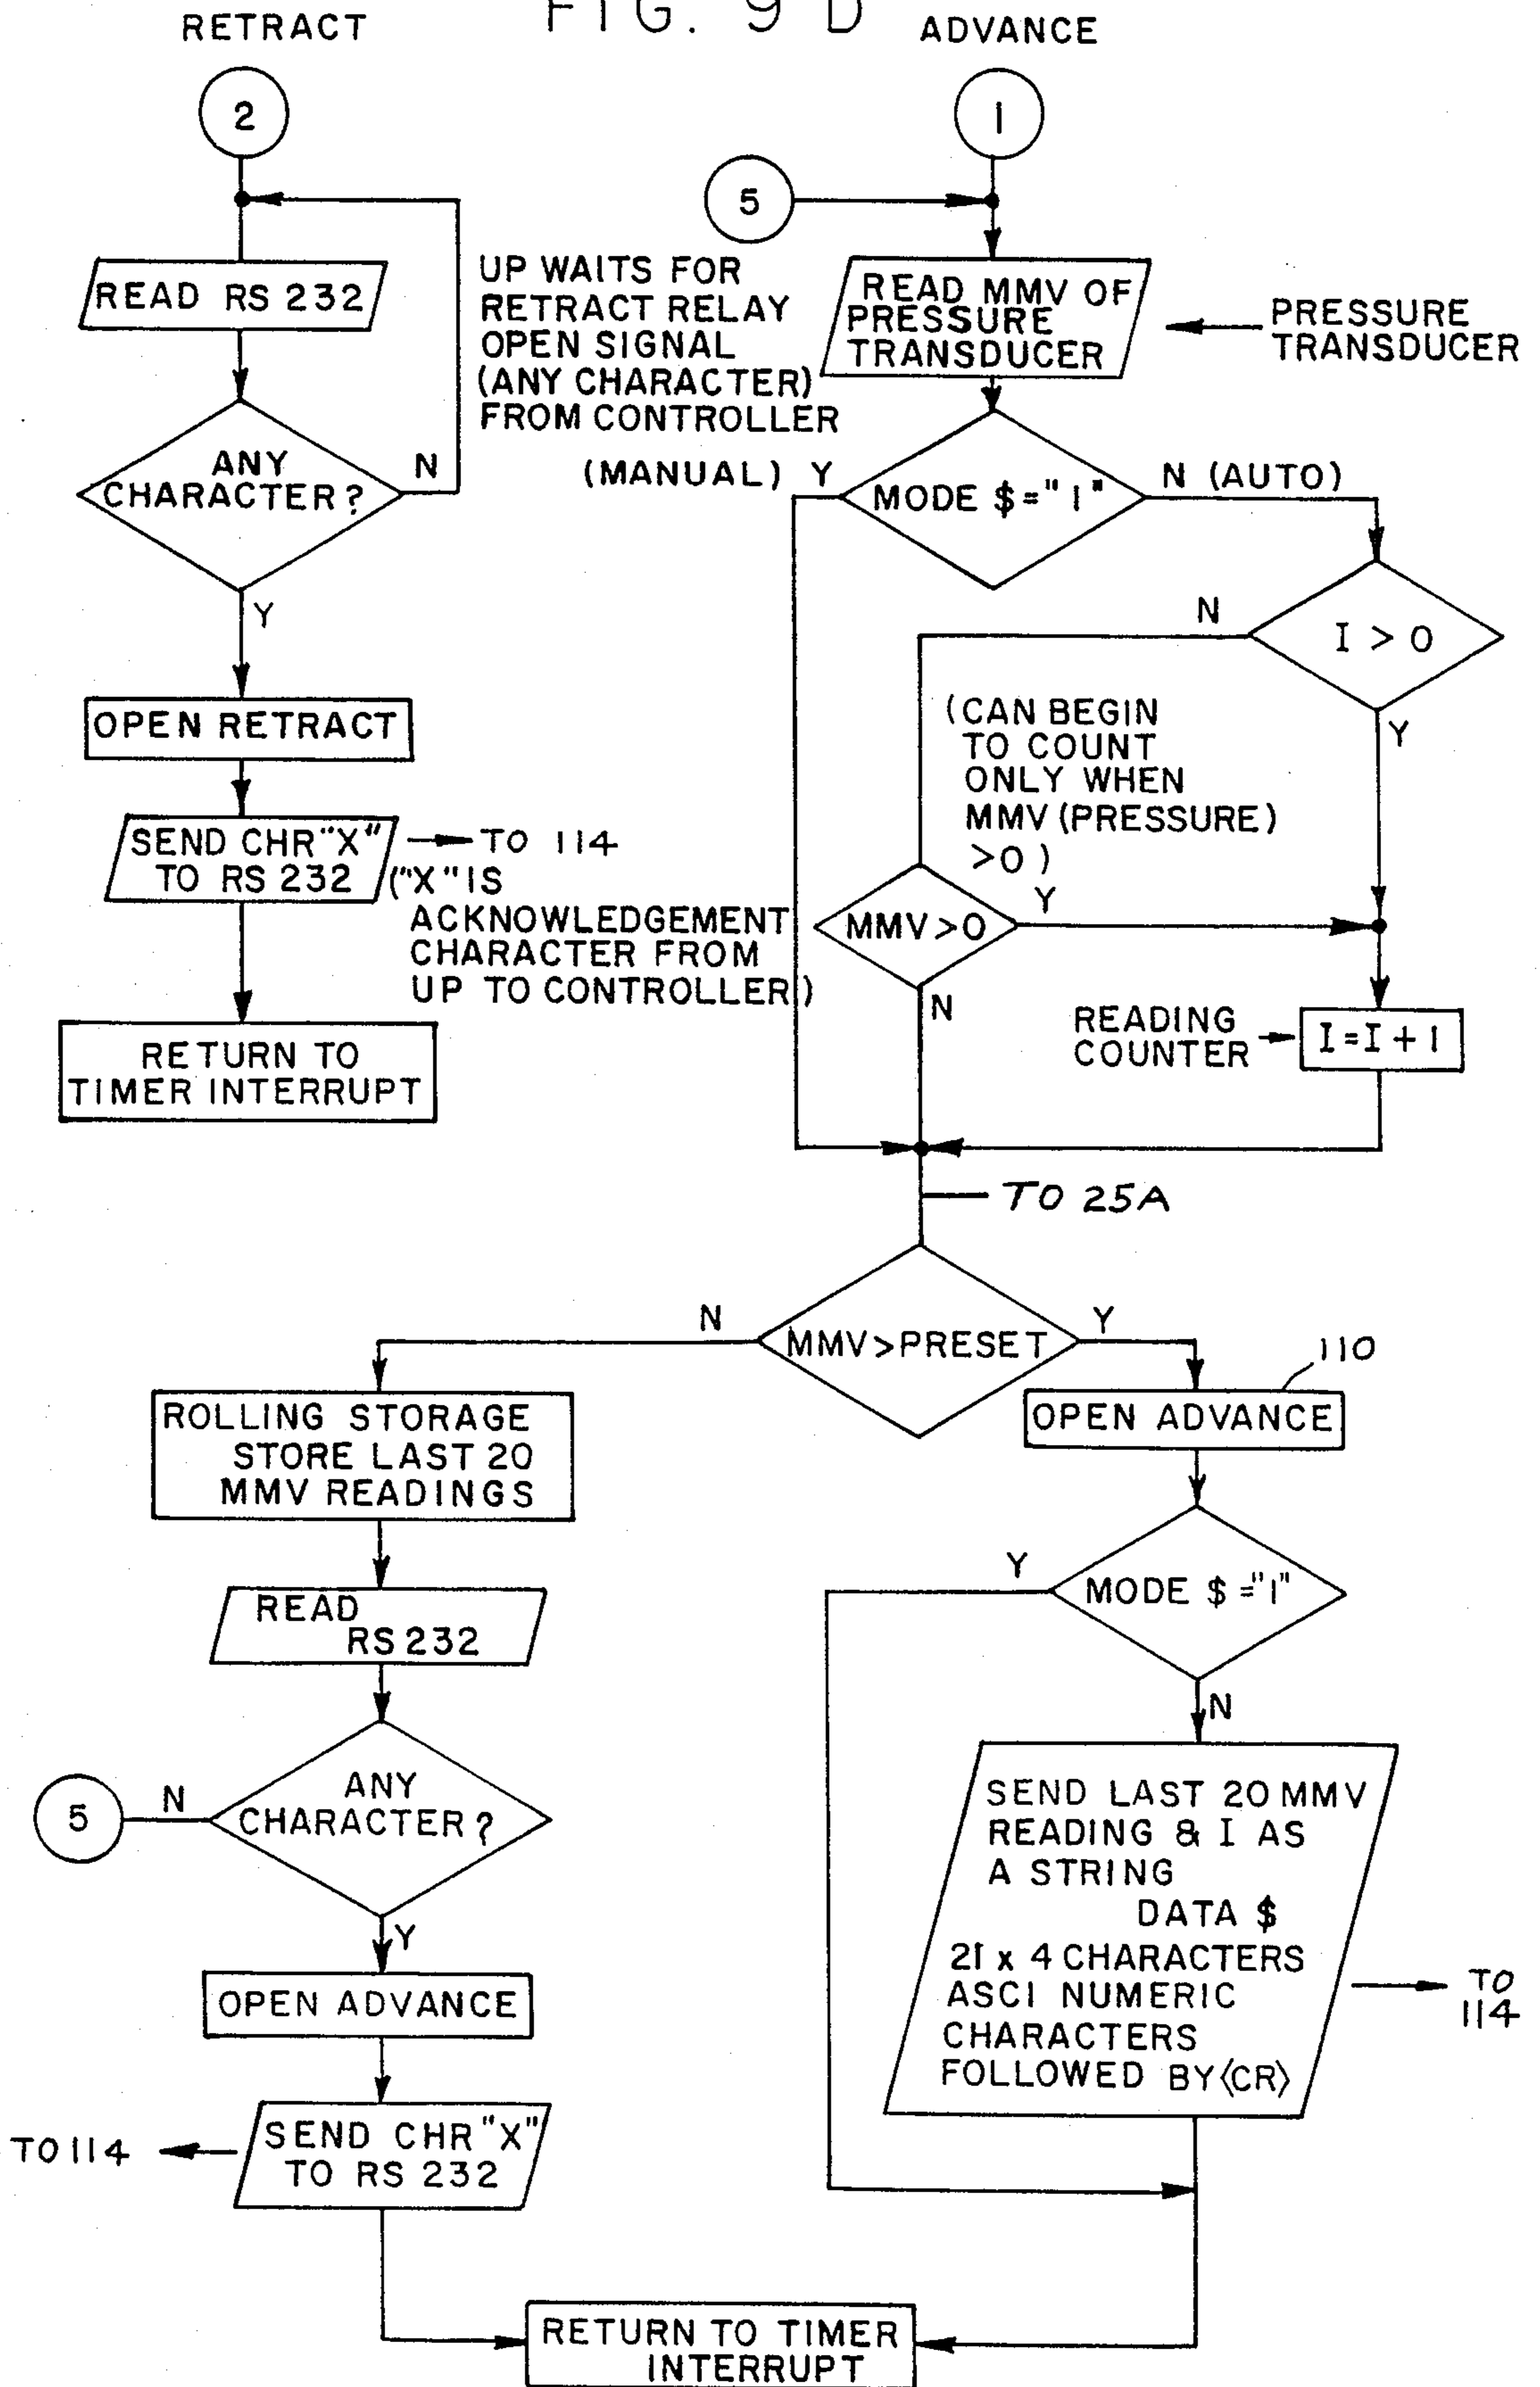 FIG. 9 D
RETRACT
2
READ RS 232
ANY
CHARACTER?
N
Y
UP WAITS FOR
RETRACT RELAY
OPEN SIGNAL
(ANY CHARACTER)
FROM CONTROLLER
OPEN RETRACT
SEND CHR "X"
TO RS 232
TO 114
("X" IS
ACKNOWLEDGEMENT
CHARACTER FROM
UP TO CONTROLLER)
RETURN TO
TIMER INTERRUPT
ADVANCE
1
5
READ MMV OF
PRESSURE
TRANSDUCER
PRESSURE
TRANSDUCER
(MANUAL) Y
MODE $ = "1"
N (AUTO)
I > 0
N
Y
(CAN BEGIN
TO COUNT
ONLY WHEN
MMV (PRESSURE)
>0 )
MMV >0
Y
N
READING
COUNTER
I = I + 1
TO 25A
MMV > PRESET
N
Y
ROLLING STORAGE
STORE LAST 20
MMV READINGS
READ
RS 232
ANY
CHARACTER?
N
5
Y
OPEN ADVANCE
SEND CHR "X"
TO RS 232
TO 114
110
OPEN ADVANCE
MODE $ = "1"
Y
N
SEND LAST 20 MMV
READING & I AS
A STRING
DATA $
21 x 4 CHARACTERS
ASCI NUMERIC
CHARACTERS
FOLLOWED BY <CR>
TO
114
RETURN TO TIMER
INTERRUPT